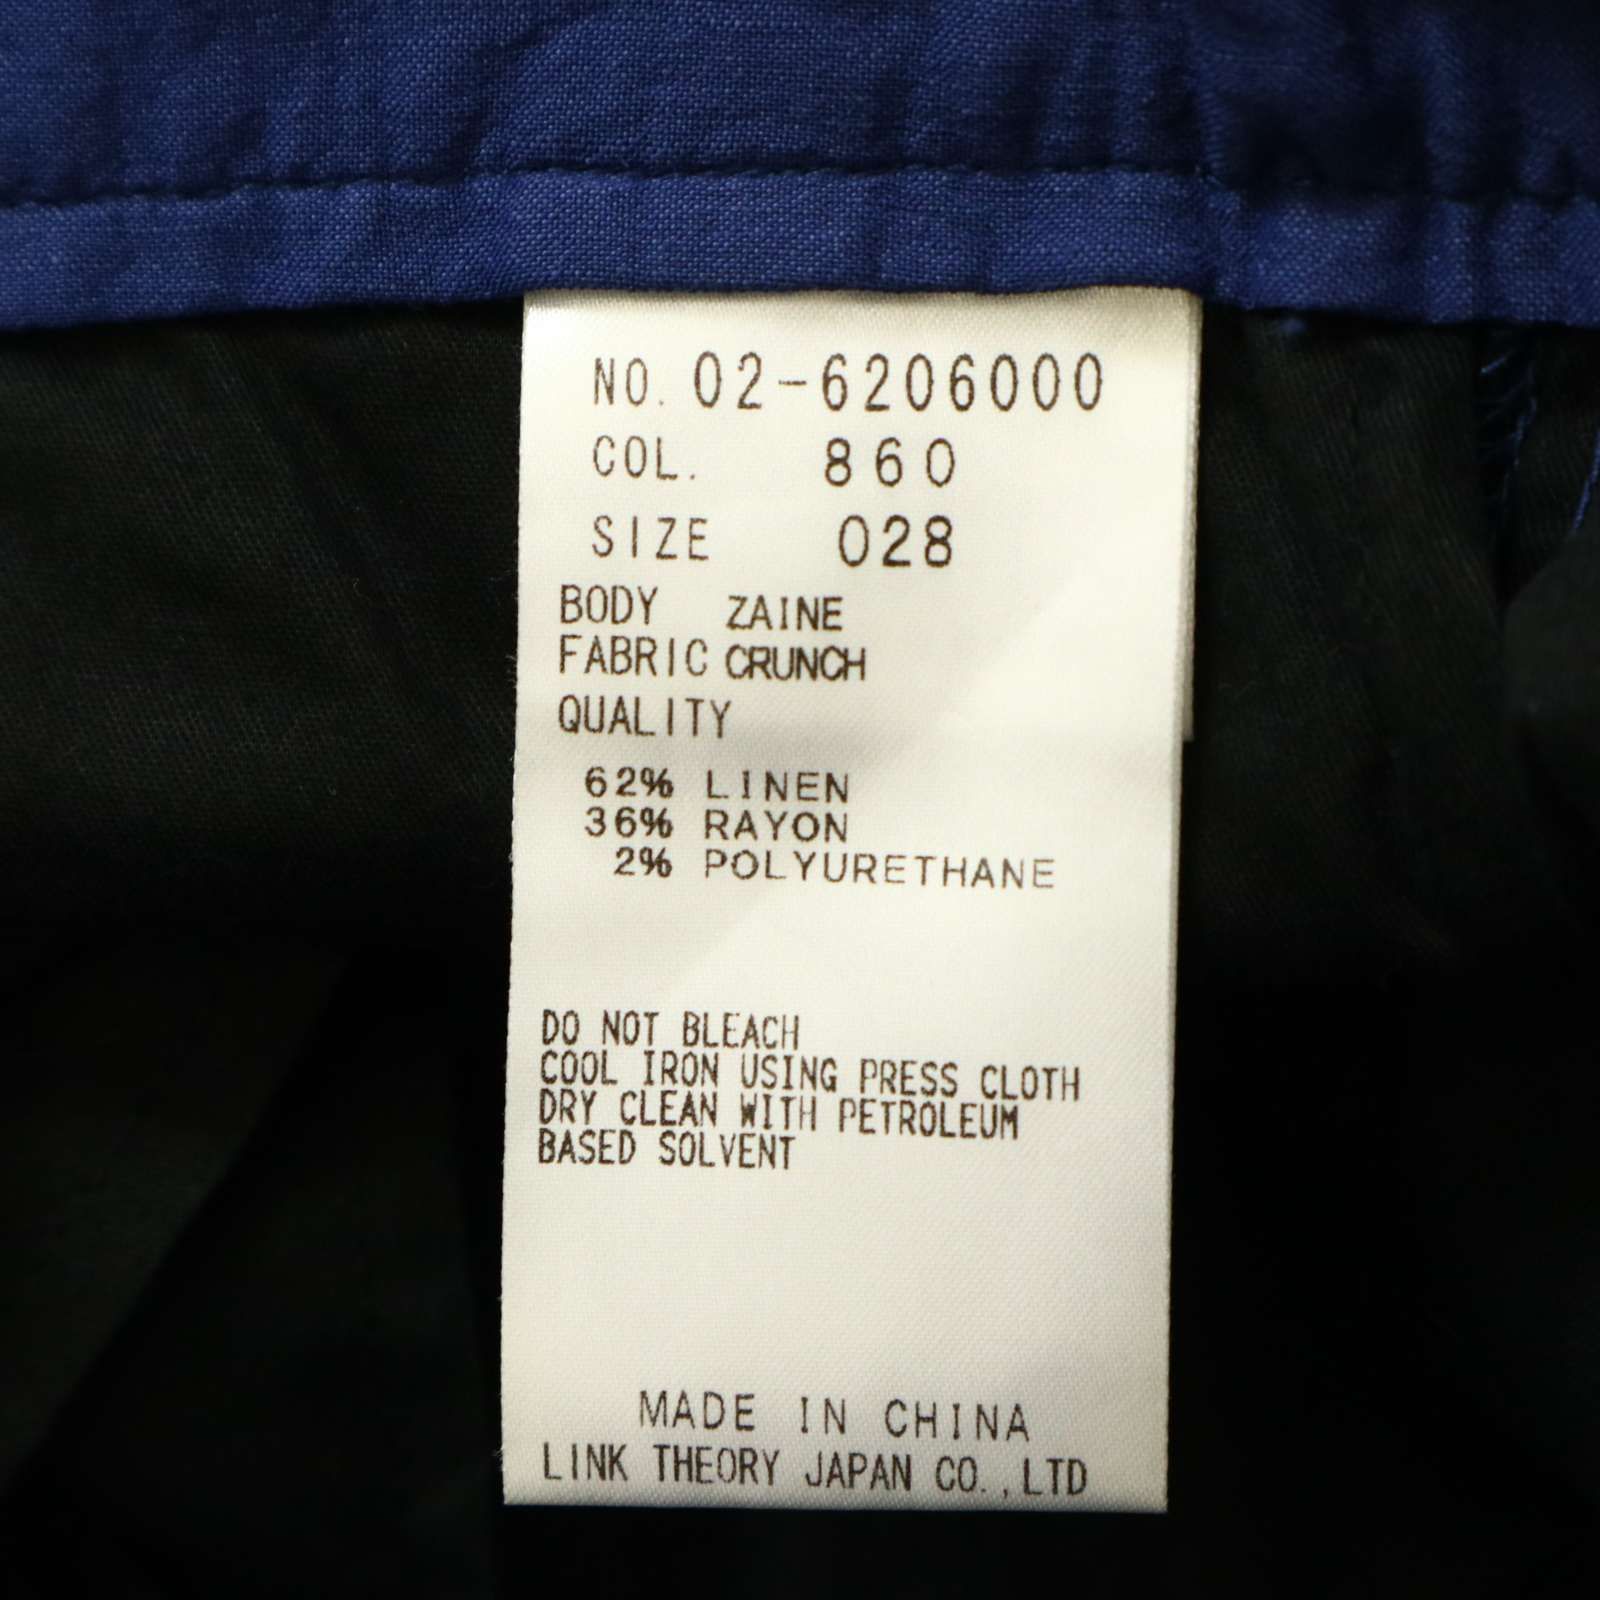 NO. 02-6206000
COL. 860
SIZE 028
BODY ZAINE
FABRIC CRUNCH
QUALITY
62% LINEN
36% RAYON
2% POLYURETHANE
DO NOT BLEACH
COOL IRON USING PRESS CLOTH
DRY CLEAN WITH PETROLEUM
BASED SOLVENT
MADE IN CHINA
LINK THEORY JAPAN CO.,LTD